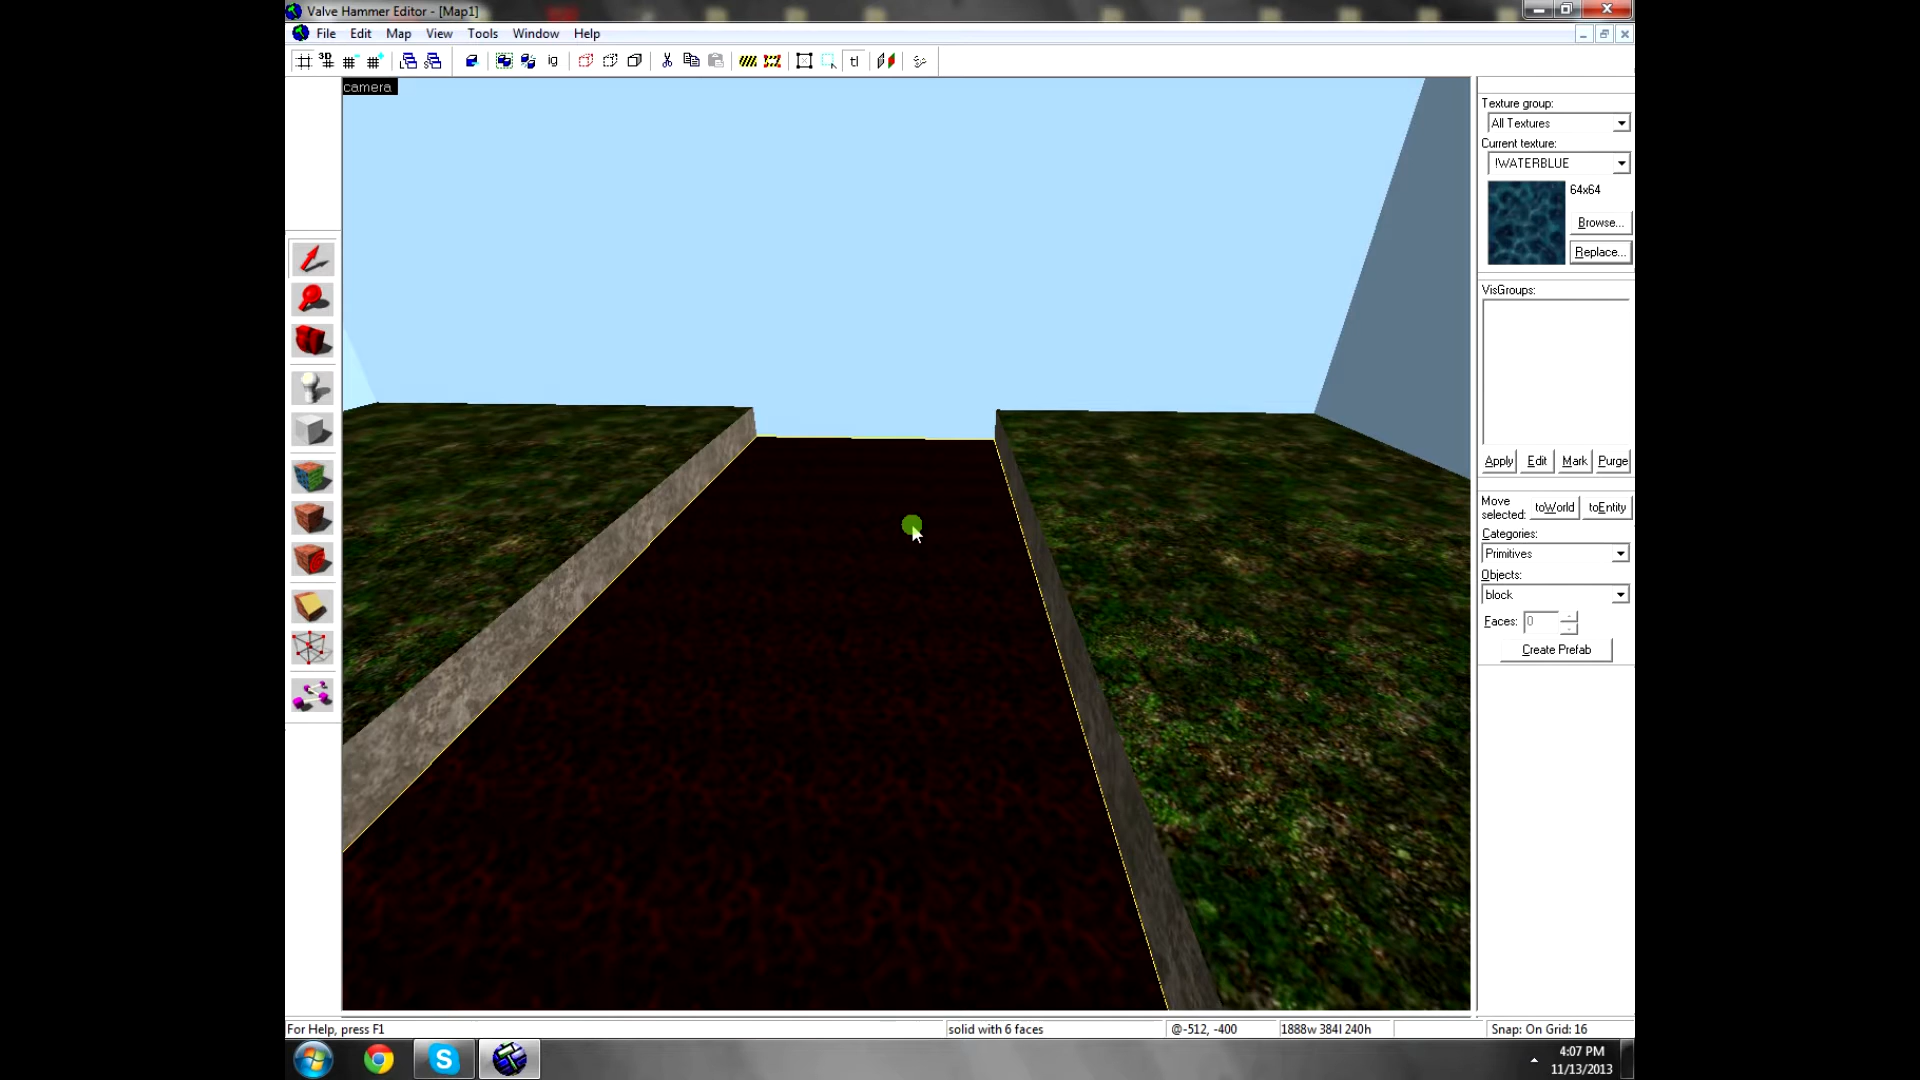 Valve Hammer Editor - [Map1]
File Edit Map View Tools Window Help
camera
Texture group:
All Textures
Current texture:
!WATERBLUE
64x64
Browse...
Replace...
VisGroups:
Apply Edit Mark Purge
Move selected: toWorld toEntity
Categories:
Primitives
Objects:
block
Faces: 0
Create Prefab
For Help, press F1
solid with 6 faces
@-512, -400
1888w 384l 240h
Snap: On Grid: 16
4:07 PM
11/13/2013